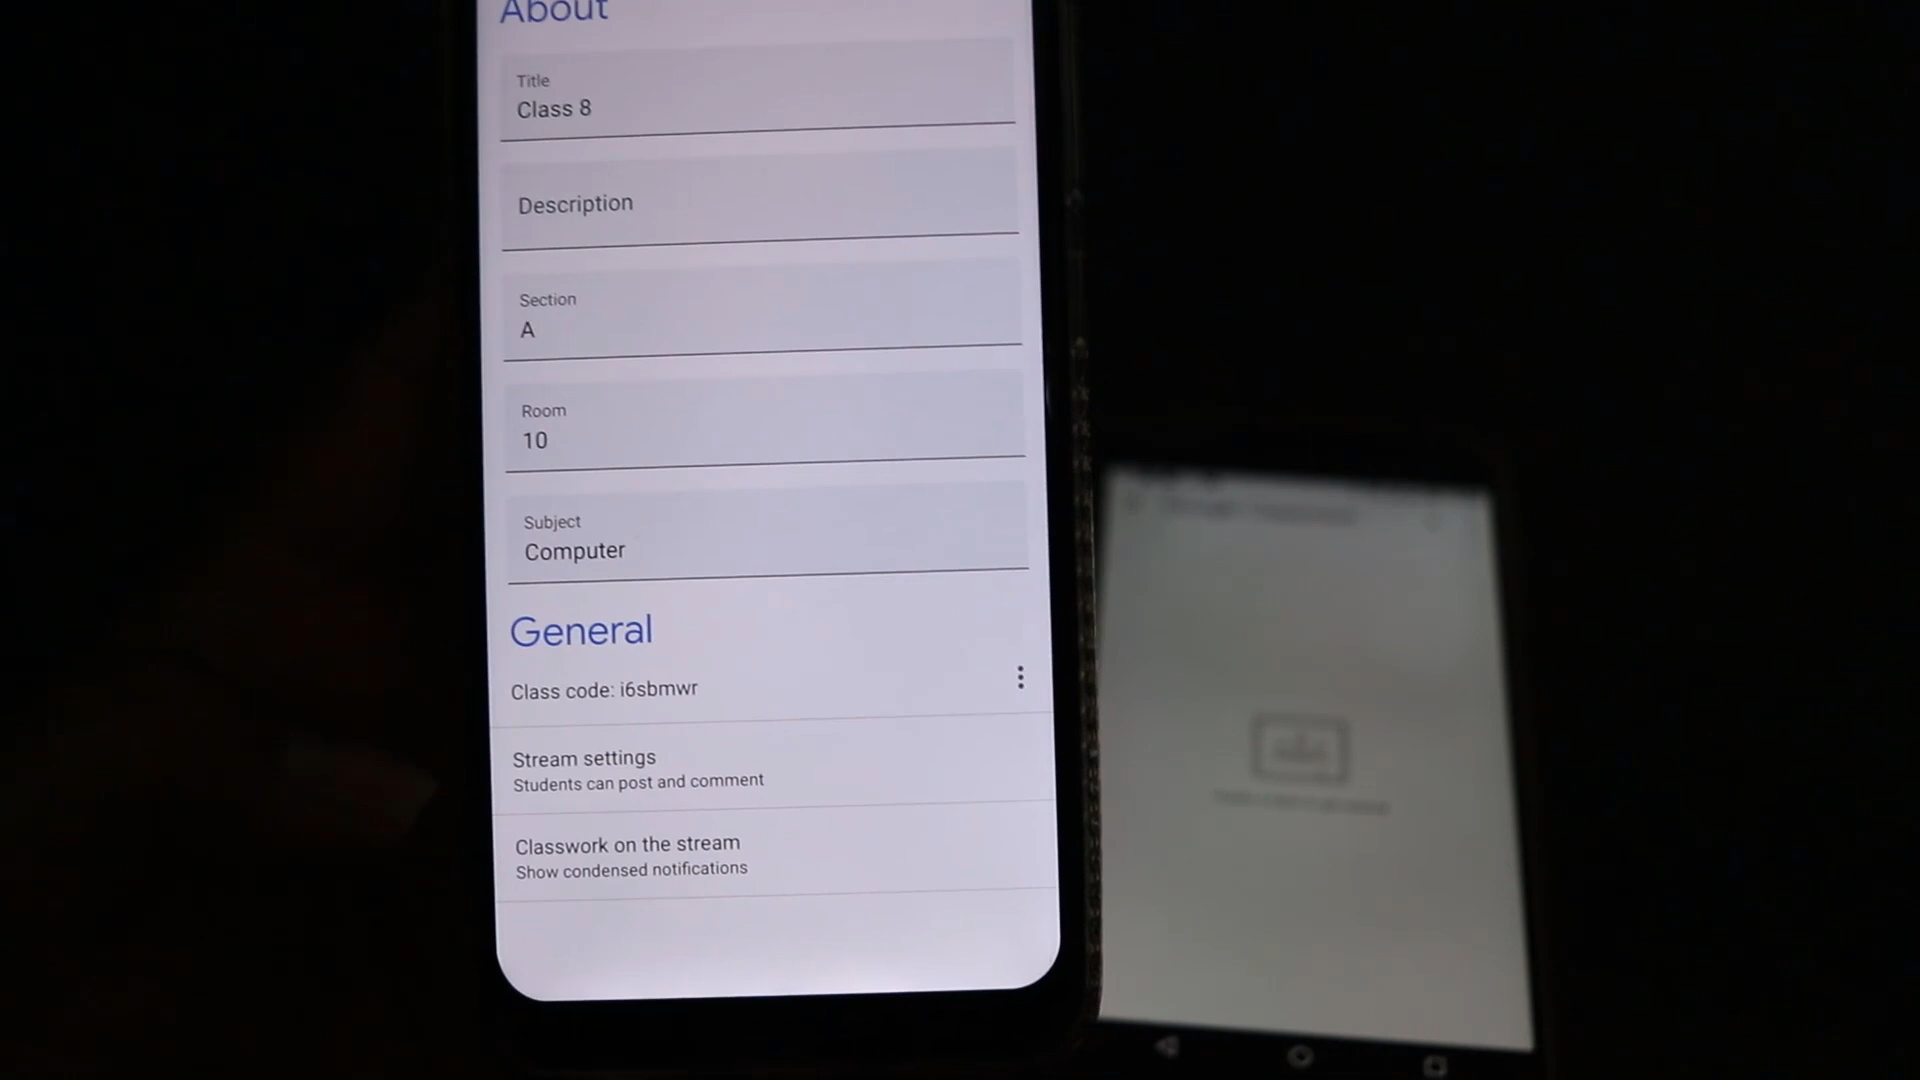 About
Title
Class 8
Description
Section
A
Room
10
Subject
Computer
General
Class code: i6sbmwr
Stream settings
Students can post and comment
Classwork on the stream
Show condensed notifications